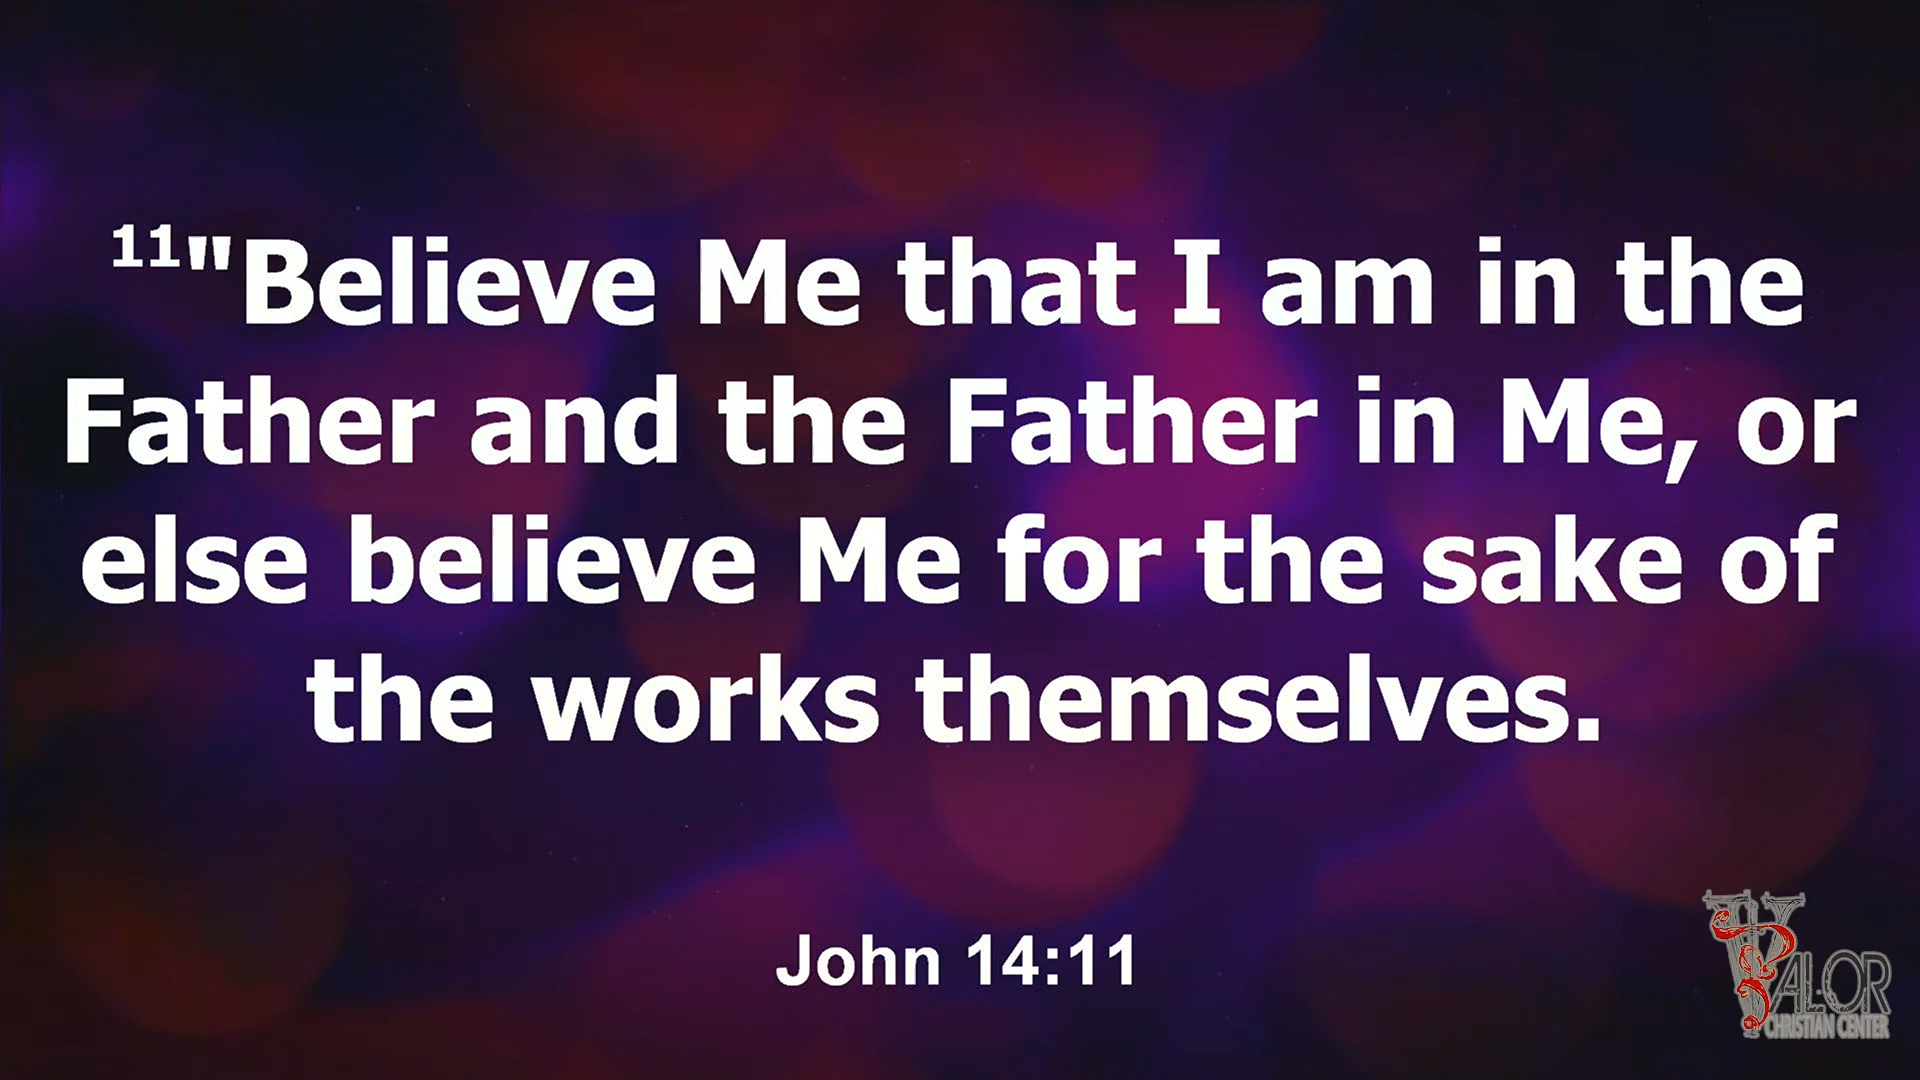 11"Believe Me that I am in the
Father and the Father in Me, or
else believe Me for the sake of
the works themselves.
John 14:11
VALOR
CHRISTIAN CENTER